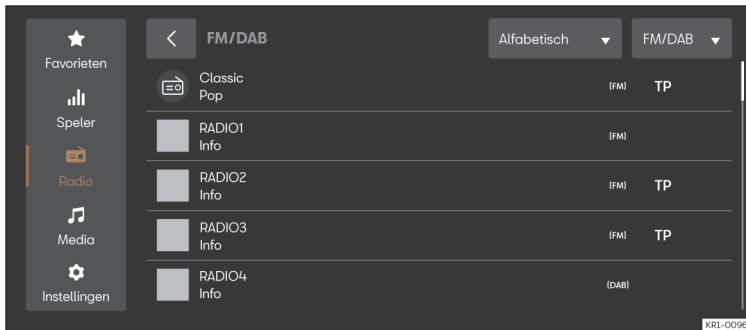 FM/DAB
Alfabetisch
FM/DAB
Favorieten
Speler
Radio
Media
Instellingen
Classic
Pop
(FM) TP
RADIO1
Info
(FM)
RADIO2
Info
(FM) TP
RADIO3
Info
(FM) TP
RADIO4
Info
(DAB)
KR1-0096